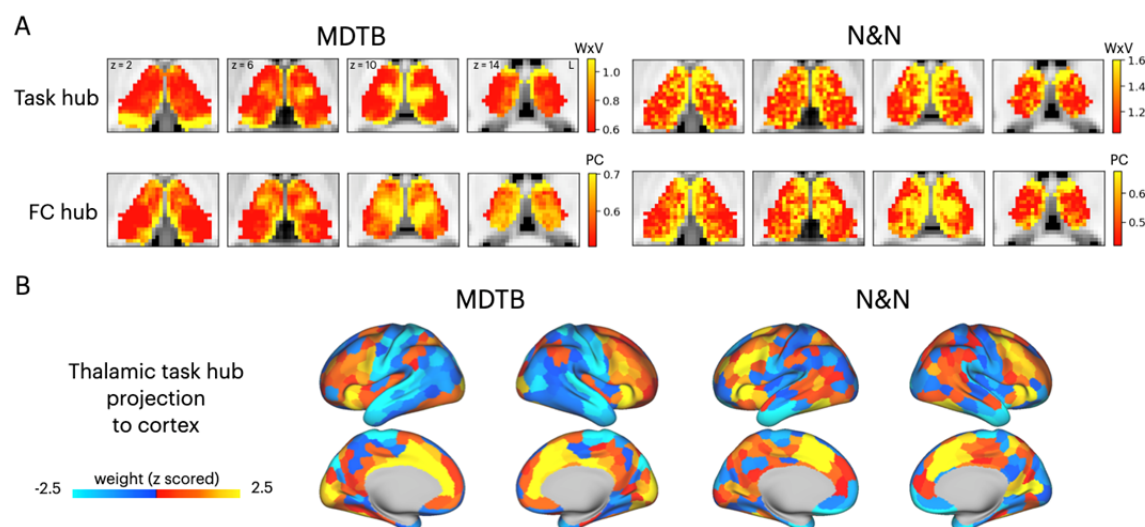 A
MDTB
N&N
Task hub
z = 2
z = 6
z = 10
z = 14
L
WxV
1.0
0.8
0.6
WxV
1.6
1.4
1.2
FC hub
PC
0.7
0.6
PC
0.6
0.5
B
MDTB
N&N
Thalamic task hub
projection
to cortex
weight (z scored)
-2.5
2.5